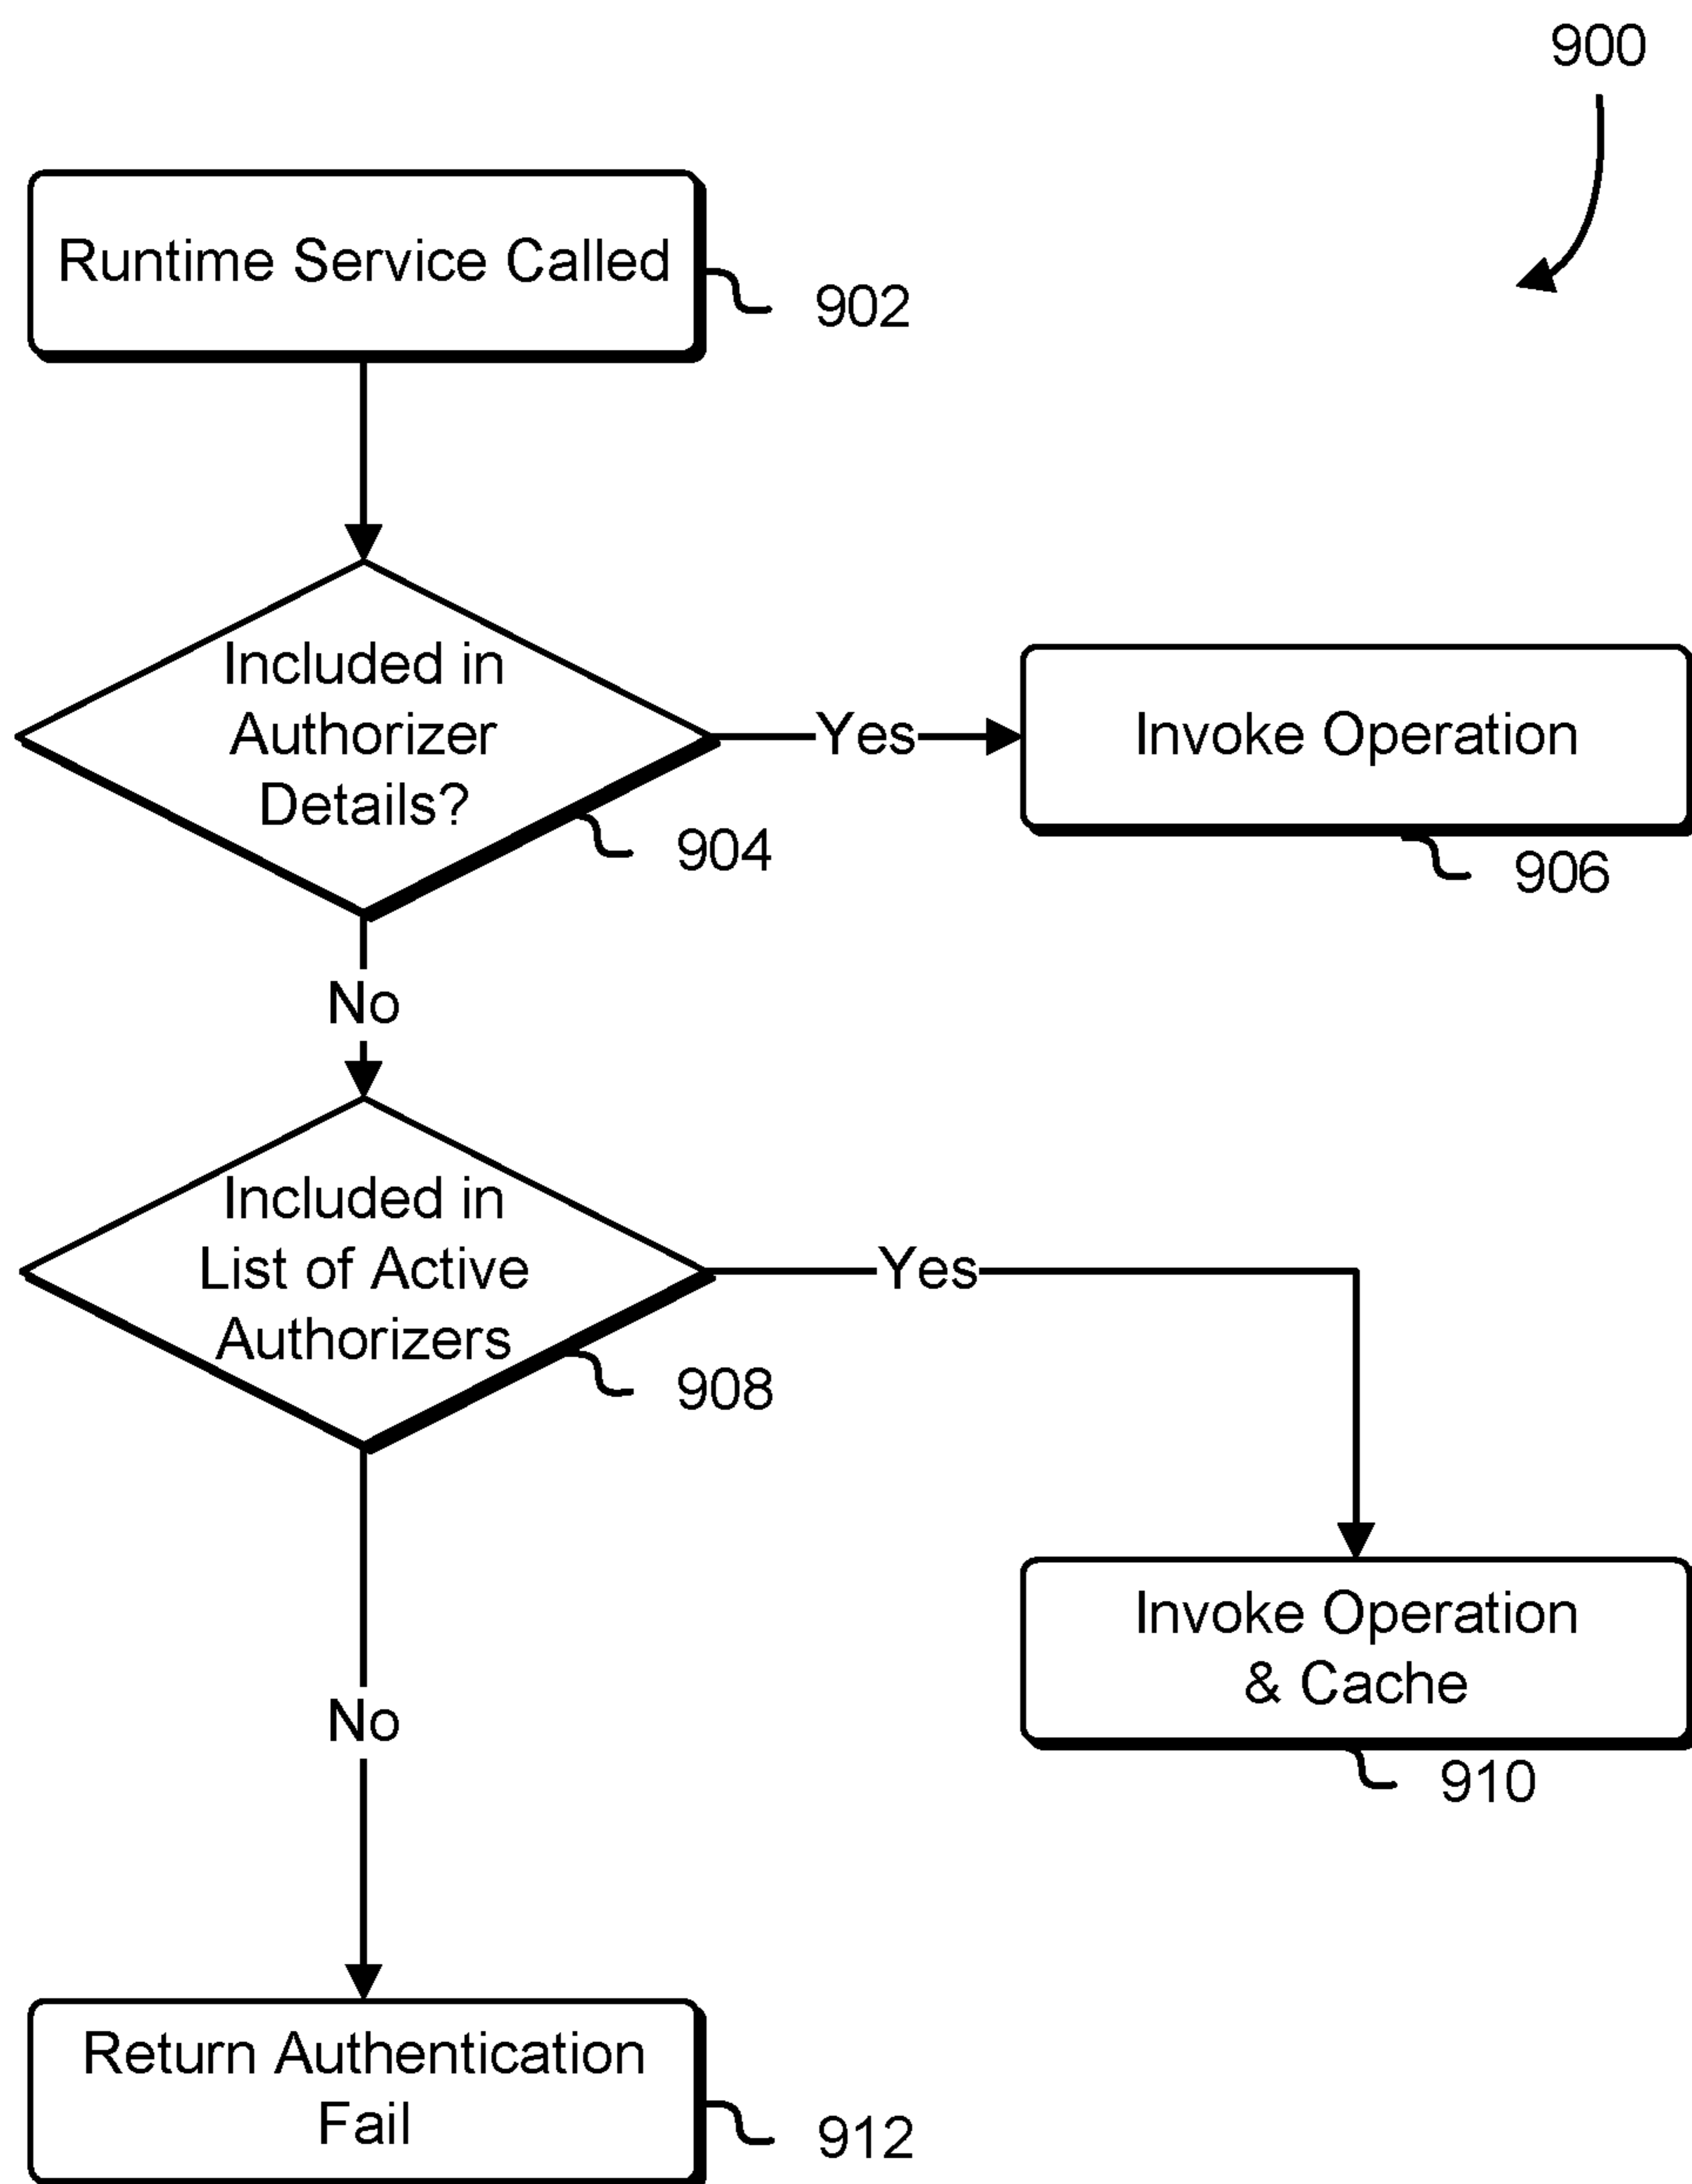 900
Runtime Service Called
902
Included in
Authorizer
Details?
904
Yes
Invoke Operation
906
No
Included in
List of Active
Authorizers
908
Yes
Invoke Operation
& Cache
910
No
Return Authentication
Fail
912